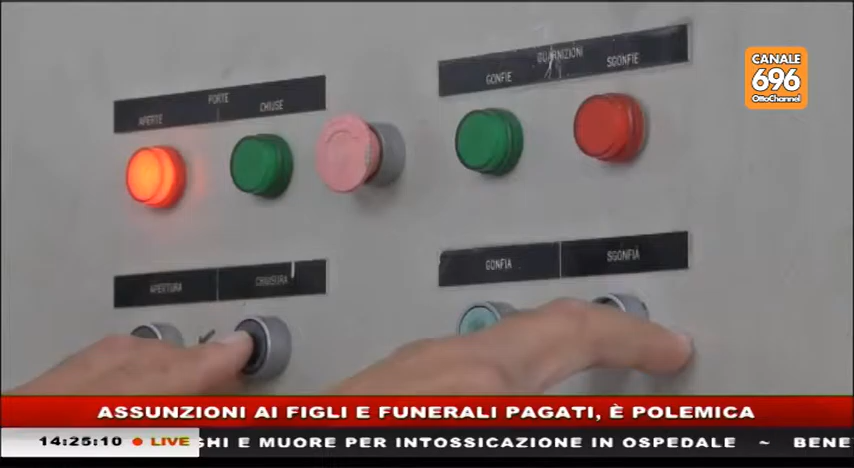 CANALE
696
OttoChannel
GUARNIZIONI
GONFIE SGONFIE
PORTE
APERTE CHIUSE
GONFIA SGONFIA
APERTURA CHIUSURA
ASSUNZIONI AI FIGLI E FUNERALI PAGATI, È POLEMICA
14:25:10 LIVE GHI E MUORE PER INTOSSICAZIONE IN OSPEDALE ~ BENE